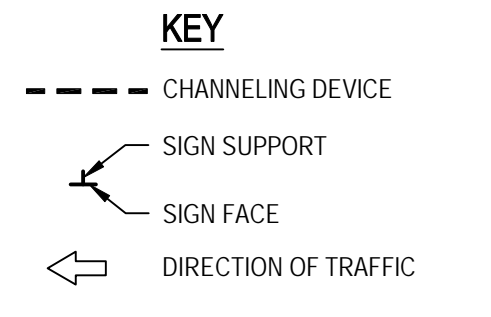 KEY
CHANNELING DEVICE
SIGN SUPPORT
SIGN FACE
DIRECTION OF TRAFFIC